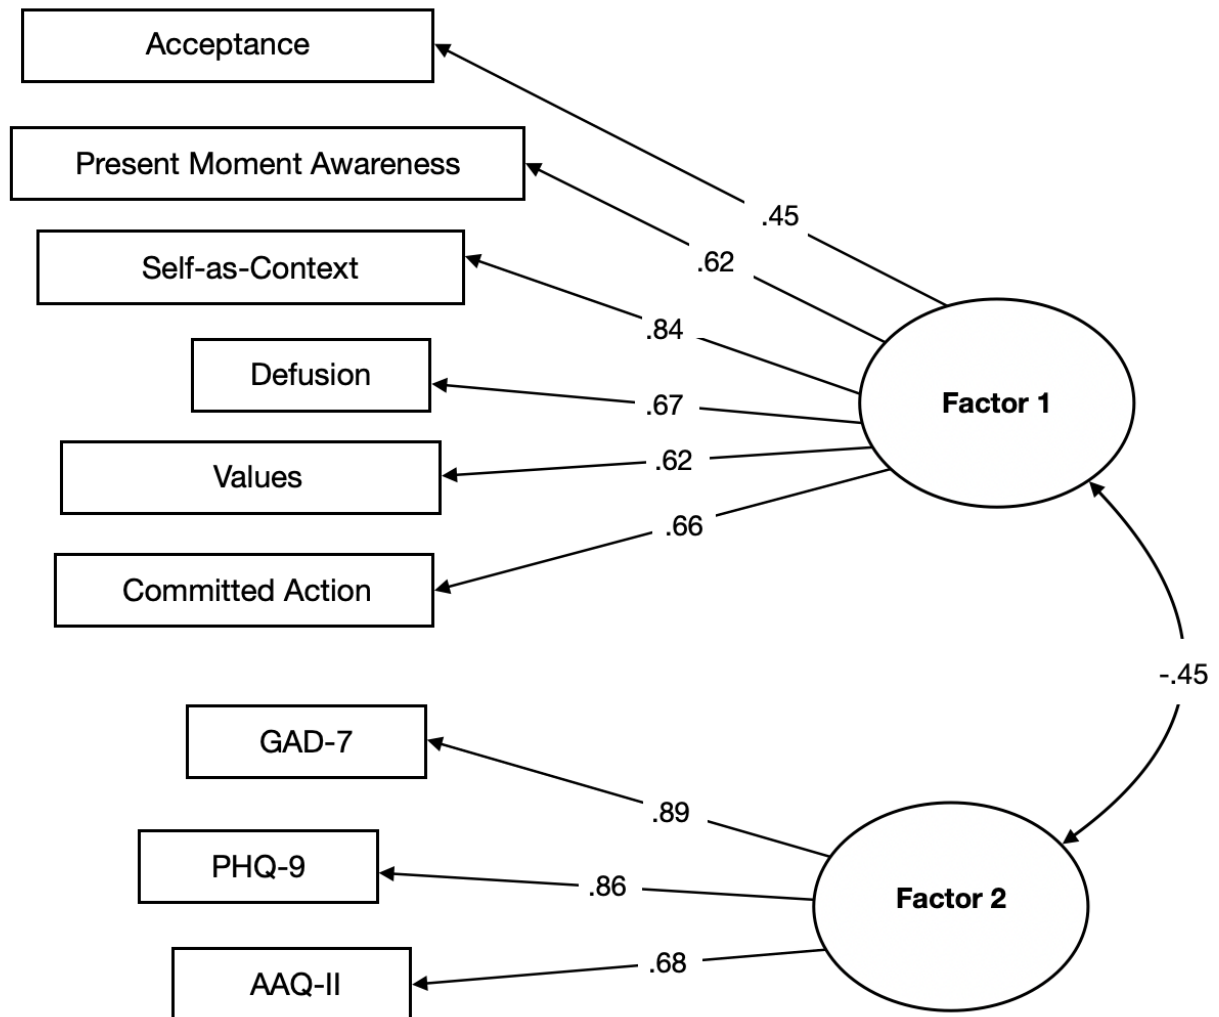 Acceptance
Present Moment Awareness
.45
.62
Self-as-Context
.84
Defusion
.67
Factor 1
.62
Values
.66
Committed Action
-.45
GAD-7
.89
PHQ-9
.86
Factor 2
.68
AAQ-II